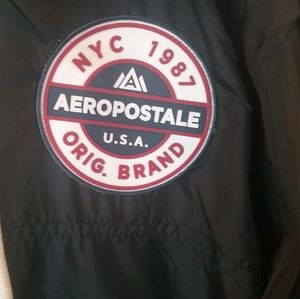 NYC 1987
AEROPOSTALE
U.S.A.
ORIG. BRAND